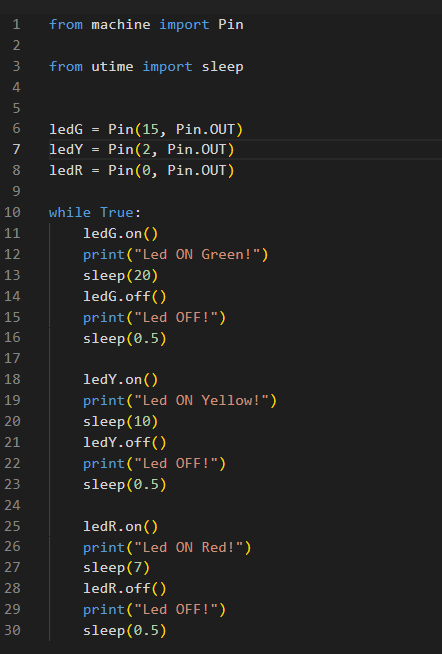 1 from machine import Pin
2
3 from utime import sleep
4
5
6 ledG = Pin(15, Pin.OUT)
7 ledY = Pin(2, Pin.OUT)
8 ledR = Pin(0, Pin.OUT)
9
10 while True:
11     ledG.on()
12     print("Led ON Green!")
13     sleep(20)
14     ledG.off()
15     print("Led OFF!")
16     sleep(0.5)
17
18     ledY.on()
19     print("Led ON Yellow!")
20     sleep(10)
21     ledY.off()
22     print("Led OFF!")
23     sleep(0.5)
24
25     ledR.on()
26     print("Led ON Red!")
27     sleep(7)
28     ledR.off()
29     print("Led OFF!")
30     sleep(0.5)